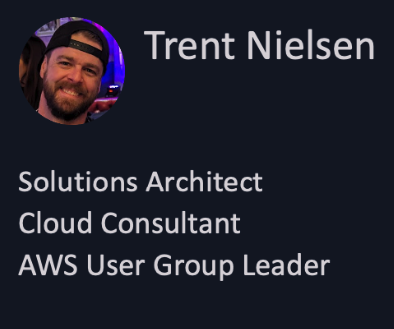 Trent Nielsen
Solutions Architect
Cloud Consultant
AWS User Group Leader